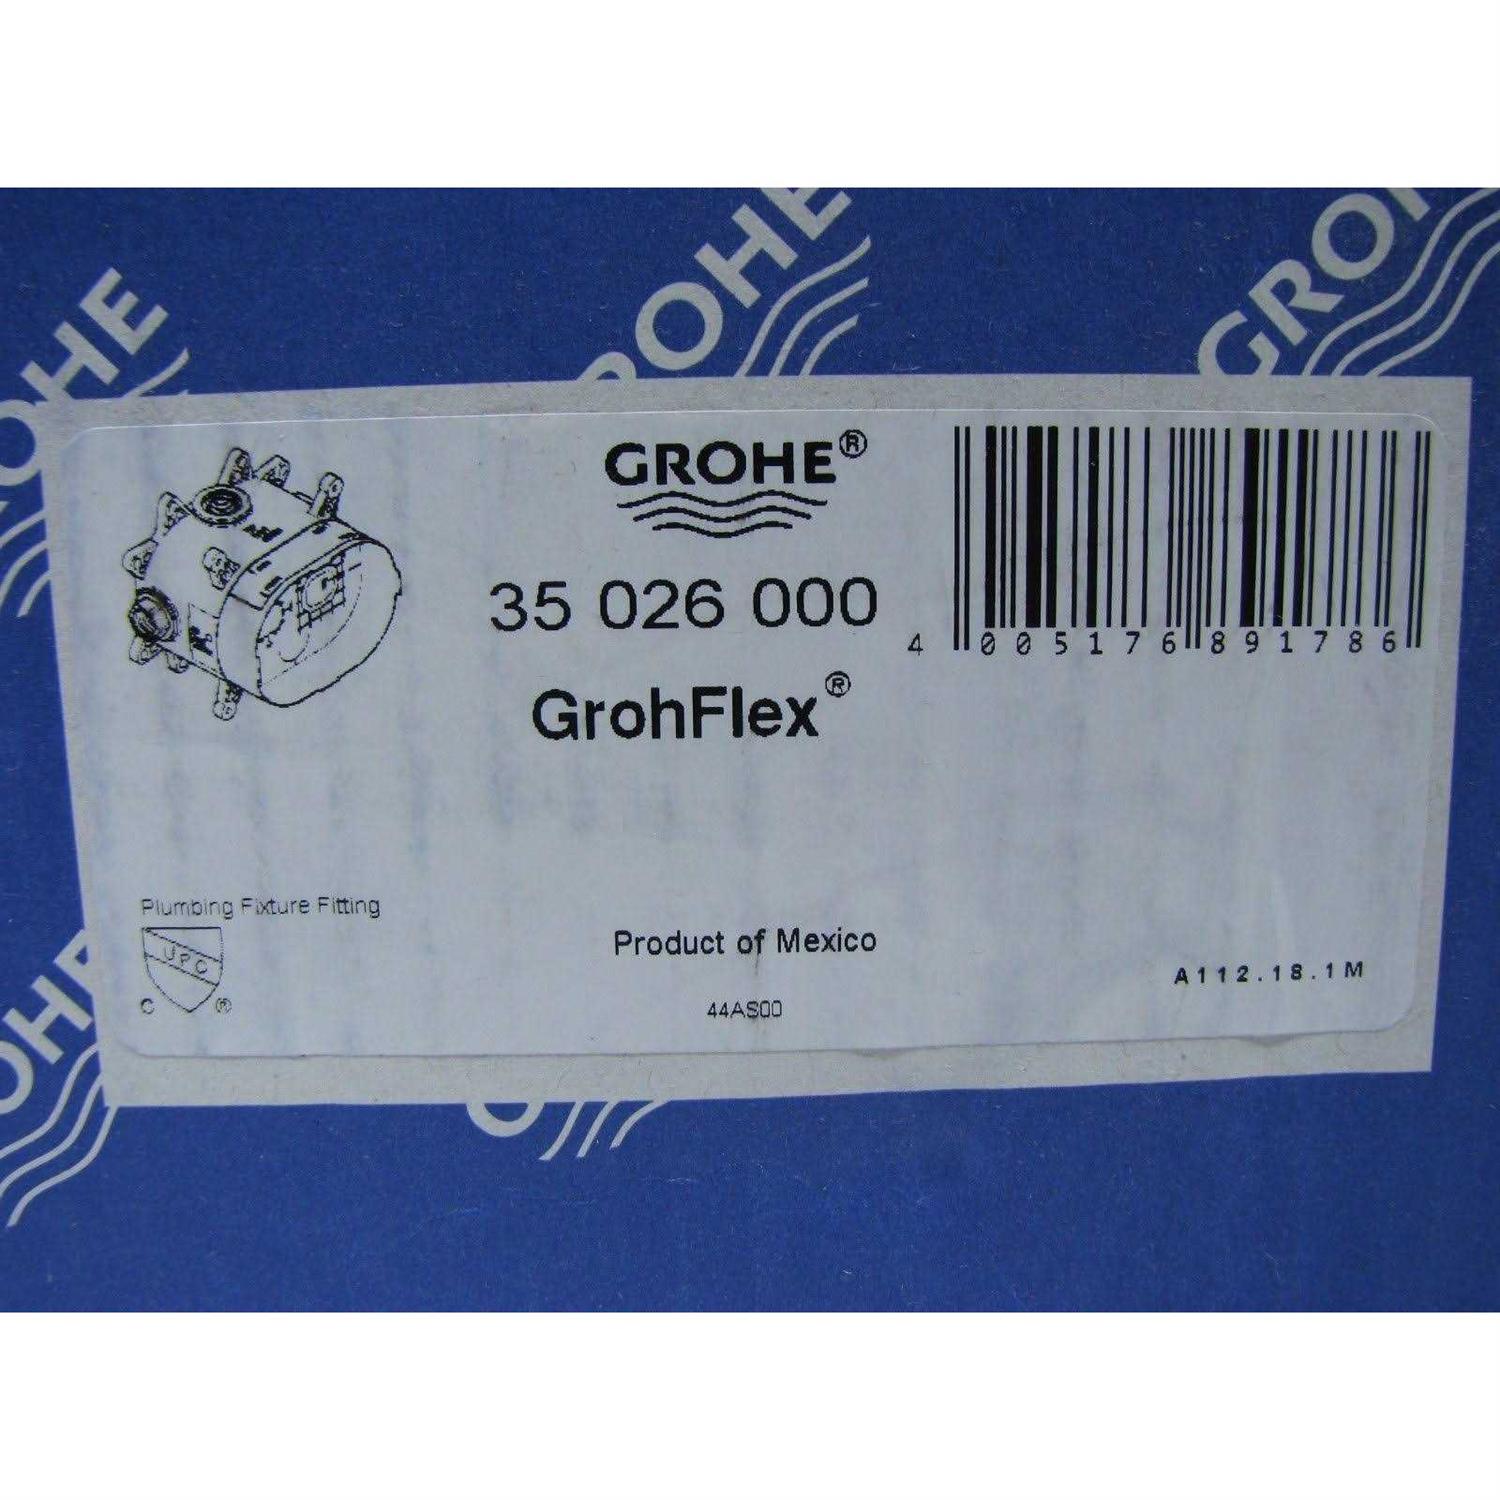 GROHE
GROHE
GROHE
GROHE®
35 026 000
4 005176 891786
GrohFlex®
Plumbing Fixture Fitting
UPC
C ®
Product of Mexico
A112.18.1M
44AS00